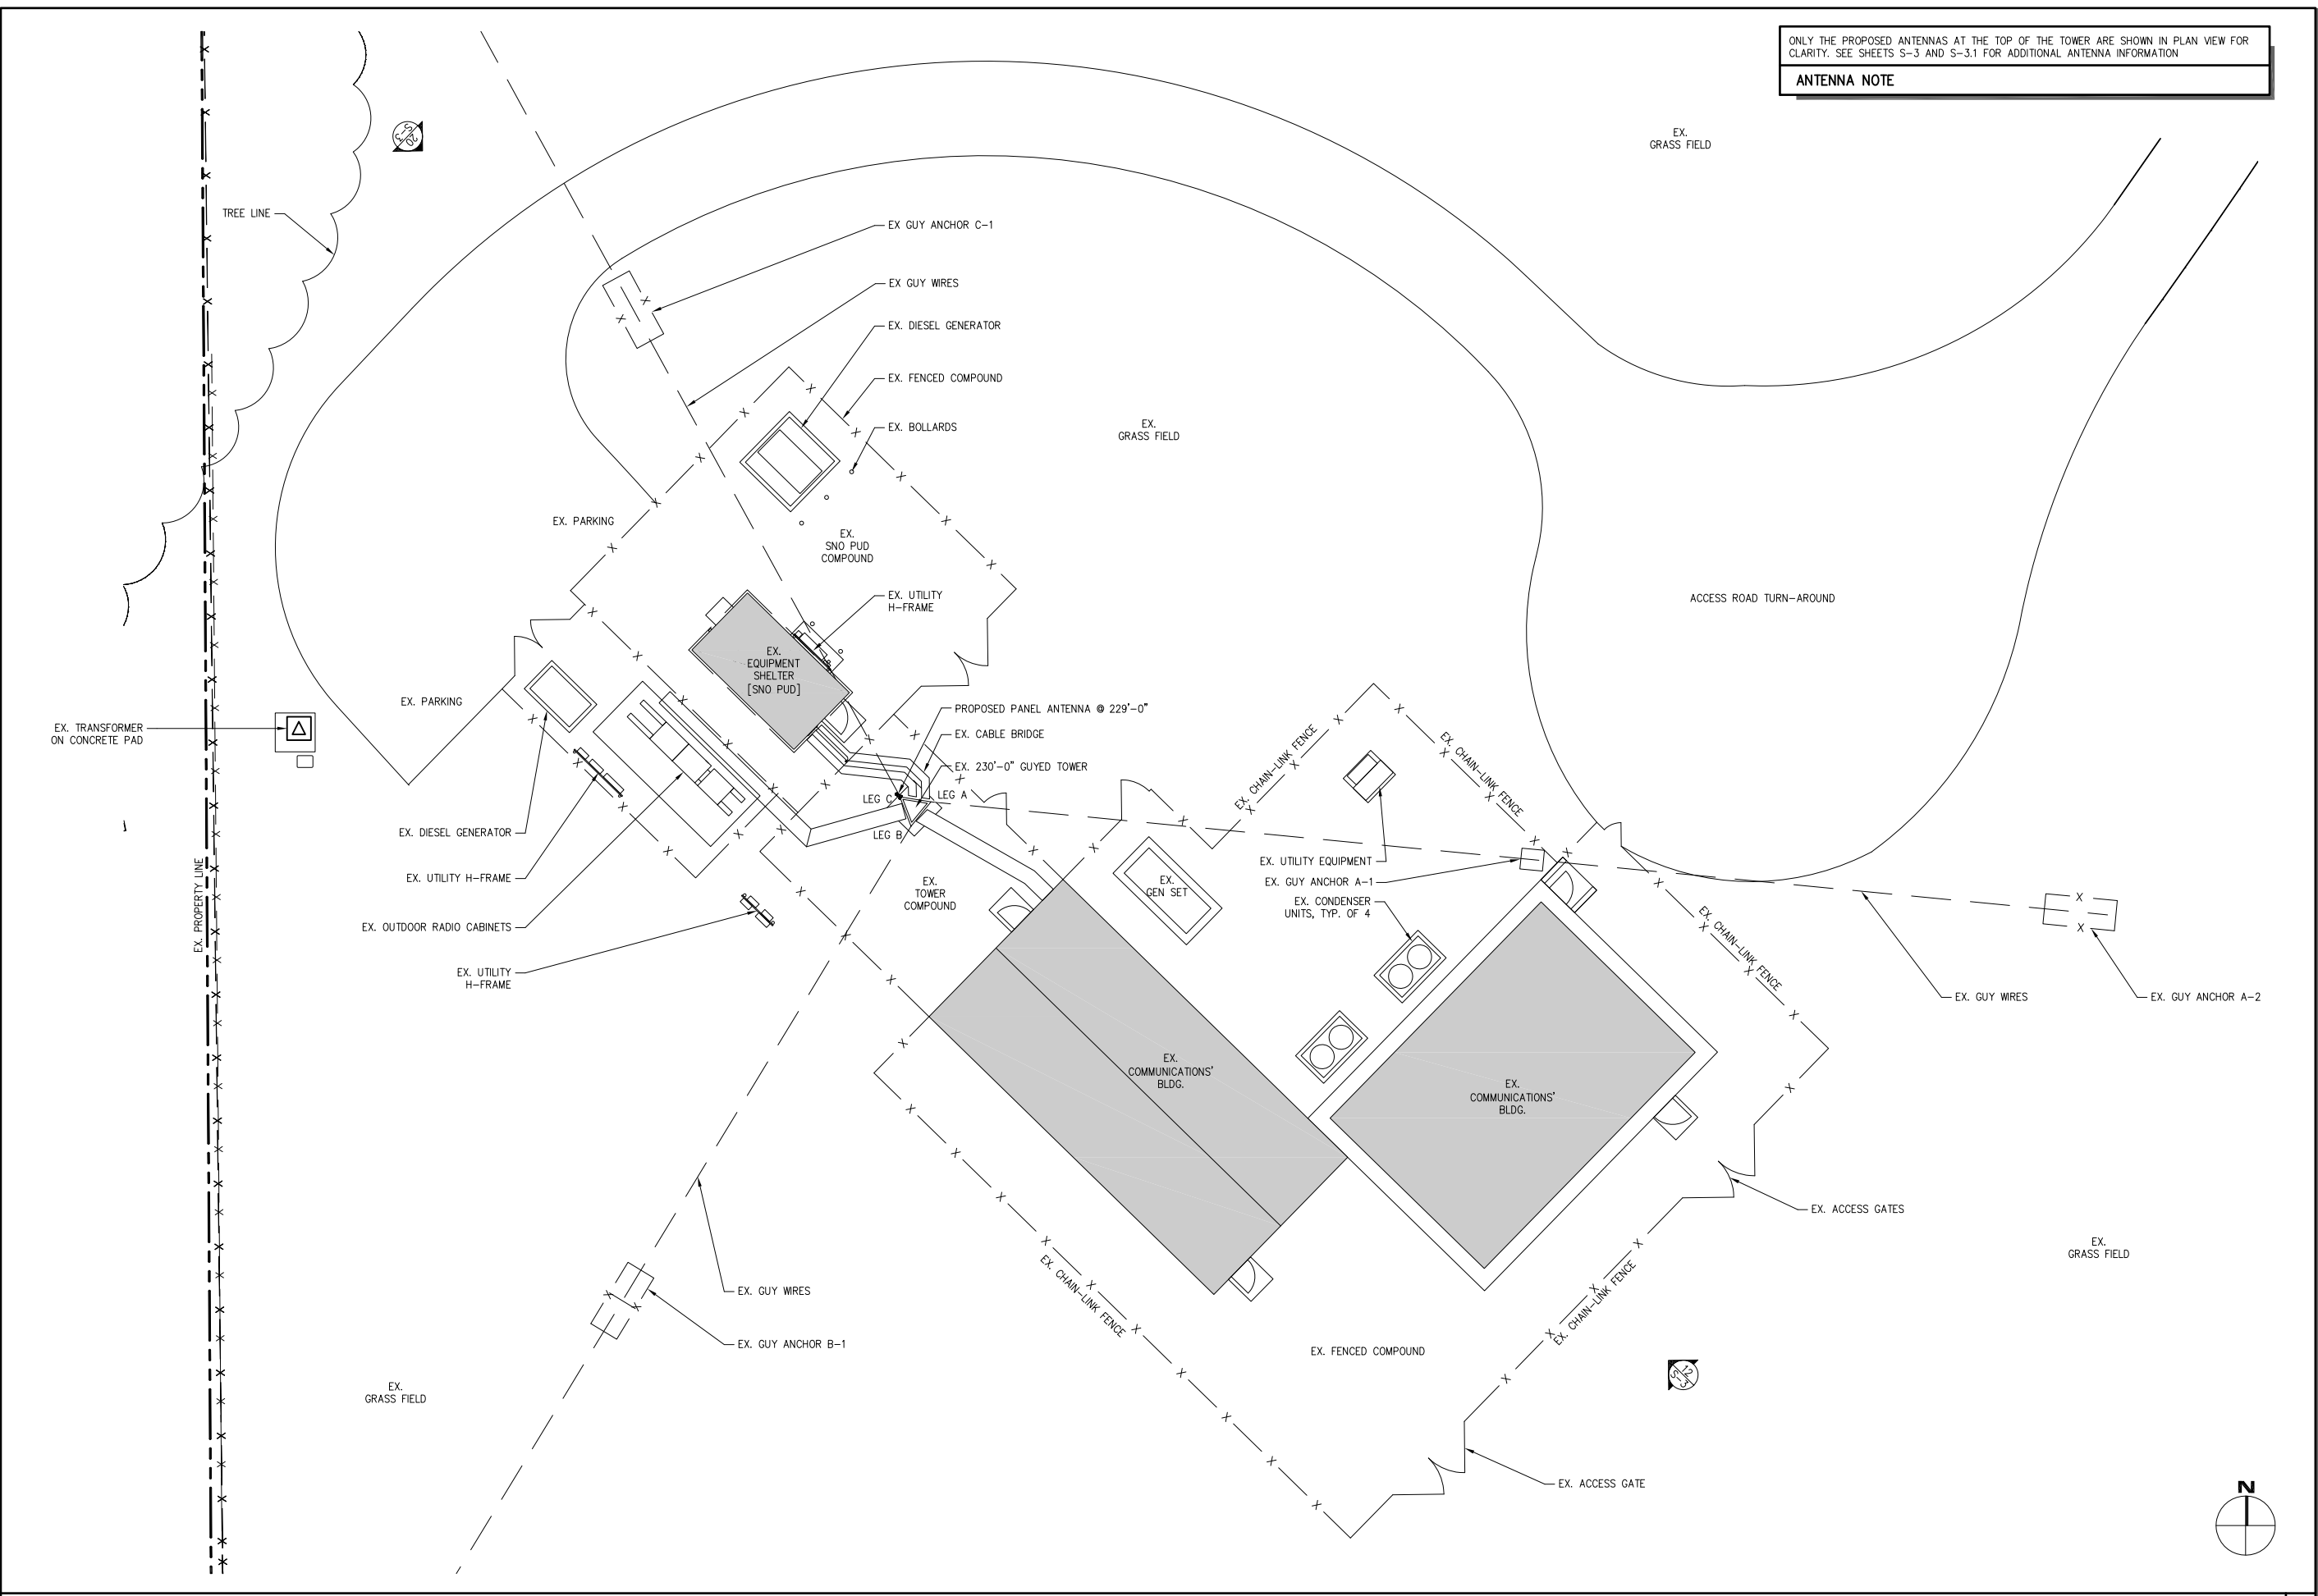 ONLY THE PROPOSED ANTENNAS AT THE TOP OF THE TOWER ARE SHOWN IN PLAN VIEW FOR
CLARITY. SEE SHEETS S-3 AND S-3.1 FOR ADDITIONAL ANTENNA INFORMATION
ANTENNA NOTE
20
S-3
EX.
GRASS FIELD
TREE LINE
EX GUY ANCHOR C-1
EX GUY WIRES
EX. DIESEL GENERATOR
EX. FENCED COMPOUND
EX. BOLLARDS
EX.
GRASS FIELD
EX. PARKING
EX.
SNO PUD
COMPOUND
EX. UTILITY
H-FRAME
ACCESS ROAD TURN-AROUND
EX.
EQUIPMENT
SHELTER
[SNO PUD]
EX. PARKING
EX. TRANSFORMER
ON CONCRETE PAD
PROPOSED PANEL ANTENNA @ 229'-0"
EX. CABLE BRIDGE
EX. 230'-0" GUYED TOWER
LEG C
LEG A
LEG B
EX. CHAIN-LINK FENCE
EX. CHAIN-LINK FENCE
EX. DIESEL GENERATOR
EX. UTILITY H-FRAME
EX. OUTDOOR RADIO CABINETS
EX. UTILITY
H-FRAME
EX. PROPERTY LINE
EX.
TOWER
COMPOUND
EX.
GEN SET
EX. UTILITY EQUIPMENT
EX. GUY ANCHOR A-1
EX. CONDENSER
UNITS, TYP. OF 4
EX. CHAIN-LINK FENCE
EX. GUY WIRES
EX. GUY ANCHOR A-2
EX.
COMMUNICATIONS'
BLDG.
EX.
COMMUNICATIONS'
BLDG.
EX. ACCESS GATES
EX.
GRASS FIELD
EX. CHAIN-LINK FENCE
EX. CHAIN-LINK FENCE
EX. GUY WIRES
EX. GUY ANCHOR B-1
EX. FENCED COMPOUND
12
S-3
EX.
GRASS FIELD
EX. ACCESS GATE
N